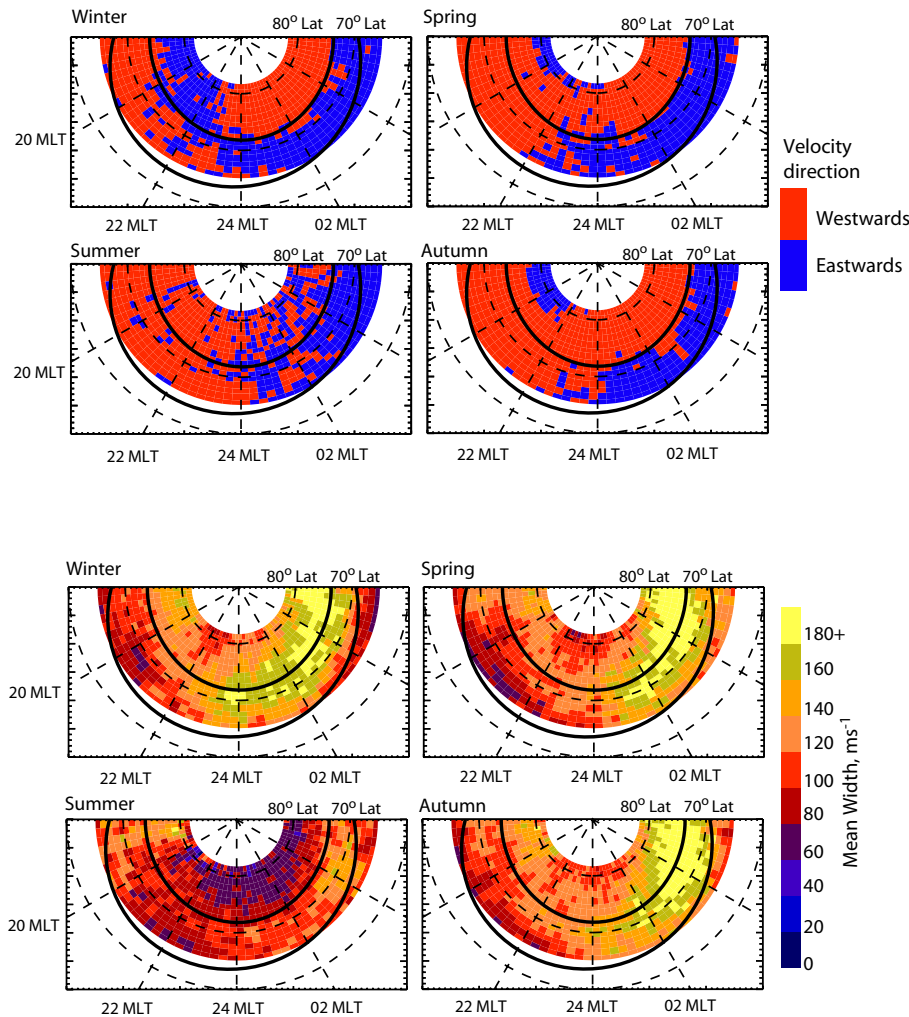 Winter
80° Lat
70° Lat
20 MLT
22 MLT
24 MLT
02 MLT
Spring
80° Lat
70° Lat
22 MLT
24 MLT
02 MLT
Velocity
direction
Westwards
Eastwards
Summer
80° Lat
70° Lat
20 MLT
22 MLT
24 MLT
02 MLT
Autumn
80° Lat
70° Lat
22 MLT
24 MLT
02 MLT
Winter
80° Lat
70° Lat
20 MLT
22 MLT
24 MLT
02 MLT
Spring
80° Lat
70° Lat
22 MLT
24 MLT
02 MLT
Summer
80° Lat
70° Lat
20 MLT
22 MLT
24 MLT
02 MLT
Autumn
80° Lat
70° Lat
22 MLT
24 MLT
02 MLT
180+
160
140
120
100
80
60
40
20
0
Mean Width, ms⁻¹